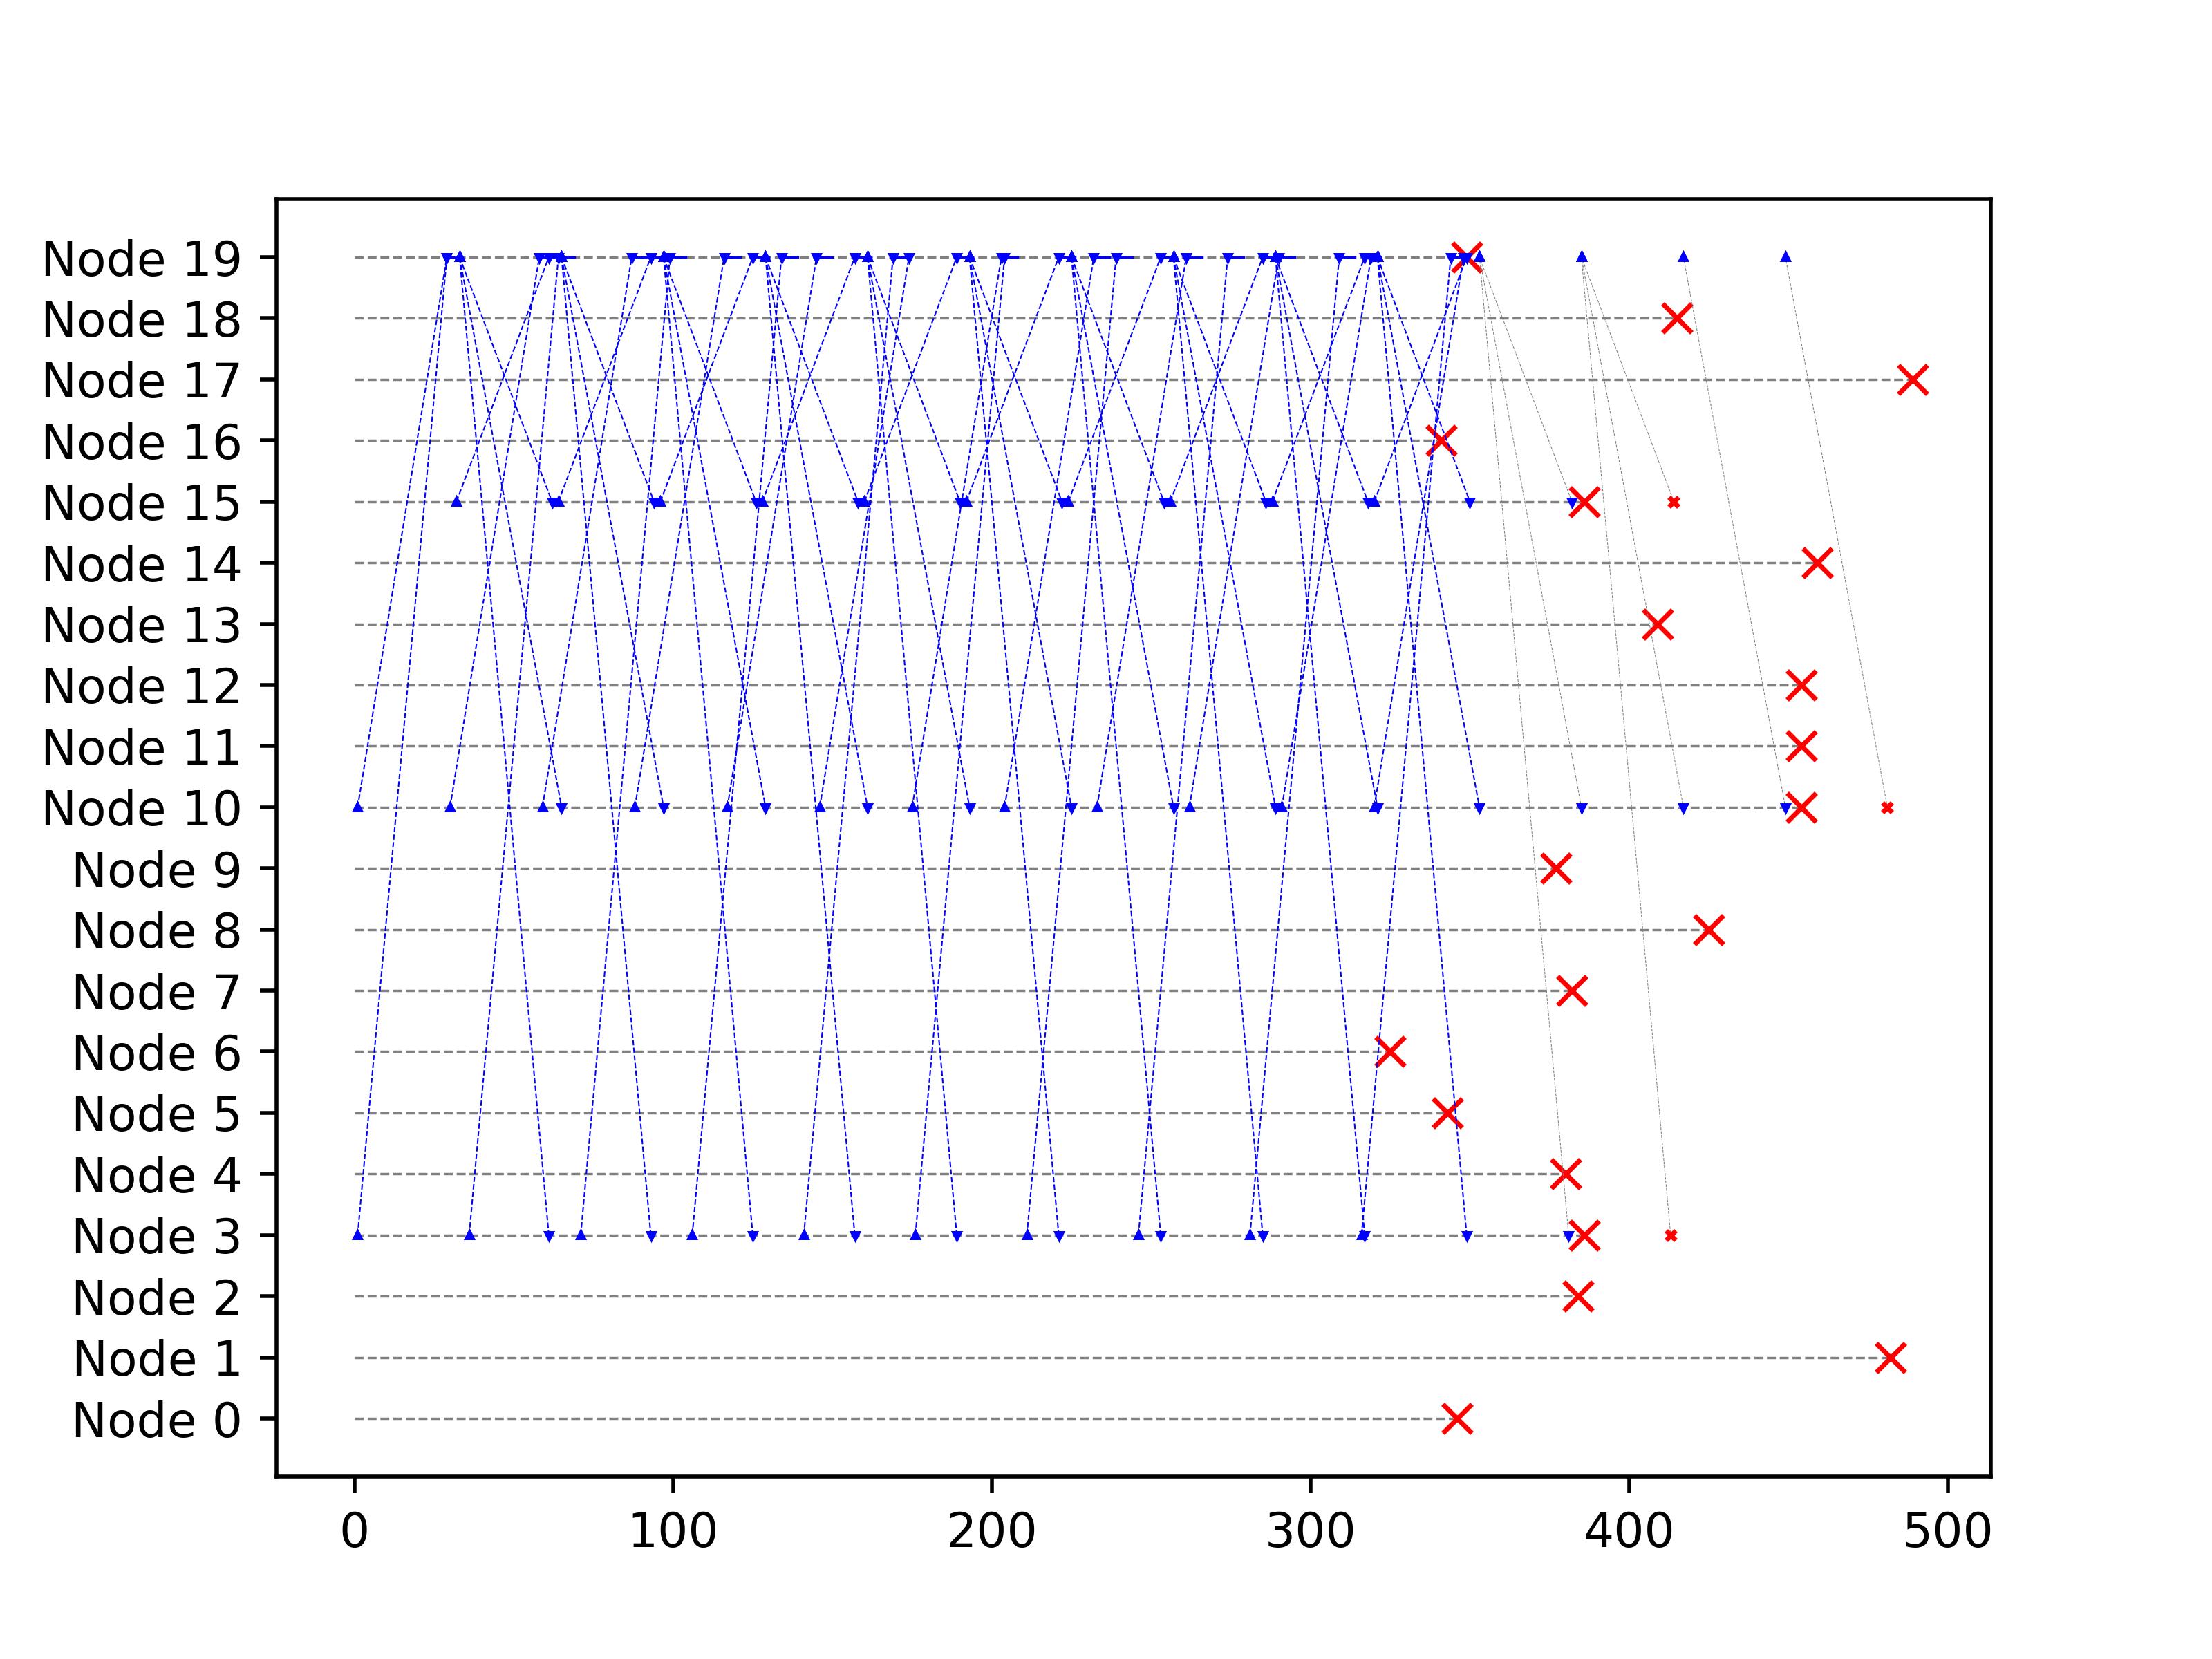 Node 19
Node 18
Node 17
Node 16
Node 15
Node 14
Node 13
Node 12
Node 11
Node 10
Node 9
Node 8
Node 7
Node 6
Node 5
Node 4
Node 3
Node 2
Node 1
Node 0
0 100 200 300 400 500